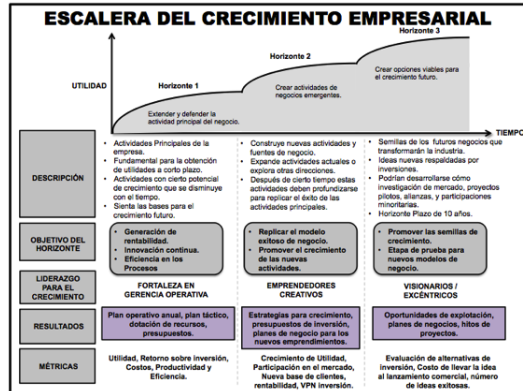 ESCALERA DEL CRECIMIENTO EMPRESARIAL
Horizonte 3
Horizonte 2
Horizonte 1
UTILIDAD
Crear opciones viables para
el crecimiento futuro.
Crear actividades de
negocios emergentes.
Extender y defender la
actividad principal del negocio.
TIEMPO
DESCRIPCIÓN
• Actividades Principales de la
empresa.
• Fundamental para la obtención
de utilidades a corto plazo.
• Actividades con cierto potencial
de crecimiento que se disminuye
con el tiempo.
• Sienta las bases para el
crecimiento futuro.
• Construye nuevas actividades y
fuentes de negocio.
• Expande actividades actuales o
explora otras direcciones.
• Después de cierto tiempo estas
actividades deben profundizarse
para replicar el éxito de las
actividades principales.
• Semillas de los futuros negocios que
transformarán la industria.
• Ideas nuevas respaldadas por
inversiones.
• Podrían desarrollarse cómo
investigación de mercado, proyectos
pilotos, alianzas, y participaciones
minoritarias.
• Horizonte Plazo de 10 años.
OBJETIVO DEL
HORIZONTE
• Generación de
rentabilidad.
• Innovación continua.
• Eficiencia en los
Procesos
• Replicar el modelo
exitoso de negocio.
• Promover el crecimiento
de las nuevas
actividades.
• Promover las semillas
de crecimiento.
• Etapa de prueba para
nuevos modelos de
negocio.
LIDERAZGO
PARA EL
CRECIMIENTO
FORTALEZA EN
GERENCIA OPERATIVA
EMPRENDEDORES
CREATIVOS
VISIONARIOS /
EXCÉNTRICOS
RESULTADOS
Plan operativo anual, plan táctico,
dotación de recursos,
presupuestos.
Estrategias para crecimiento,
presupuestos de inversión,
planes de negocio para los
nuevos emprendimientos.
Oportunidades de explotación,
planes de negocios, hitos de
proyectos.
MÉTRICAS
Utilidad, Retorno sobre inversión,
Costos, Productividad y
Eficiencia.
Crecimiento de Utilidad,
Participación en el mercado,
Nueva base de clientes,
rentabilidad, VPN inversión.
Evaluación de alternativas de
inversión, Costo de llevar la idea
al lanzamiento comercial, número
de ideas exitosas.